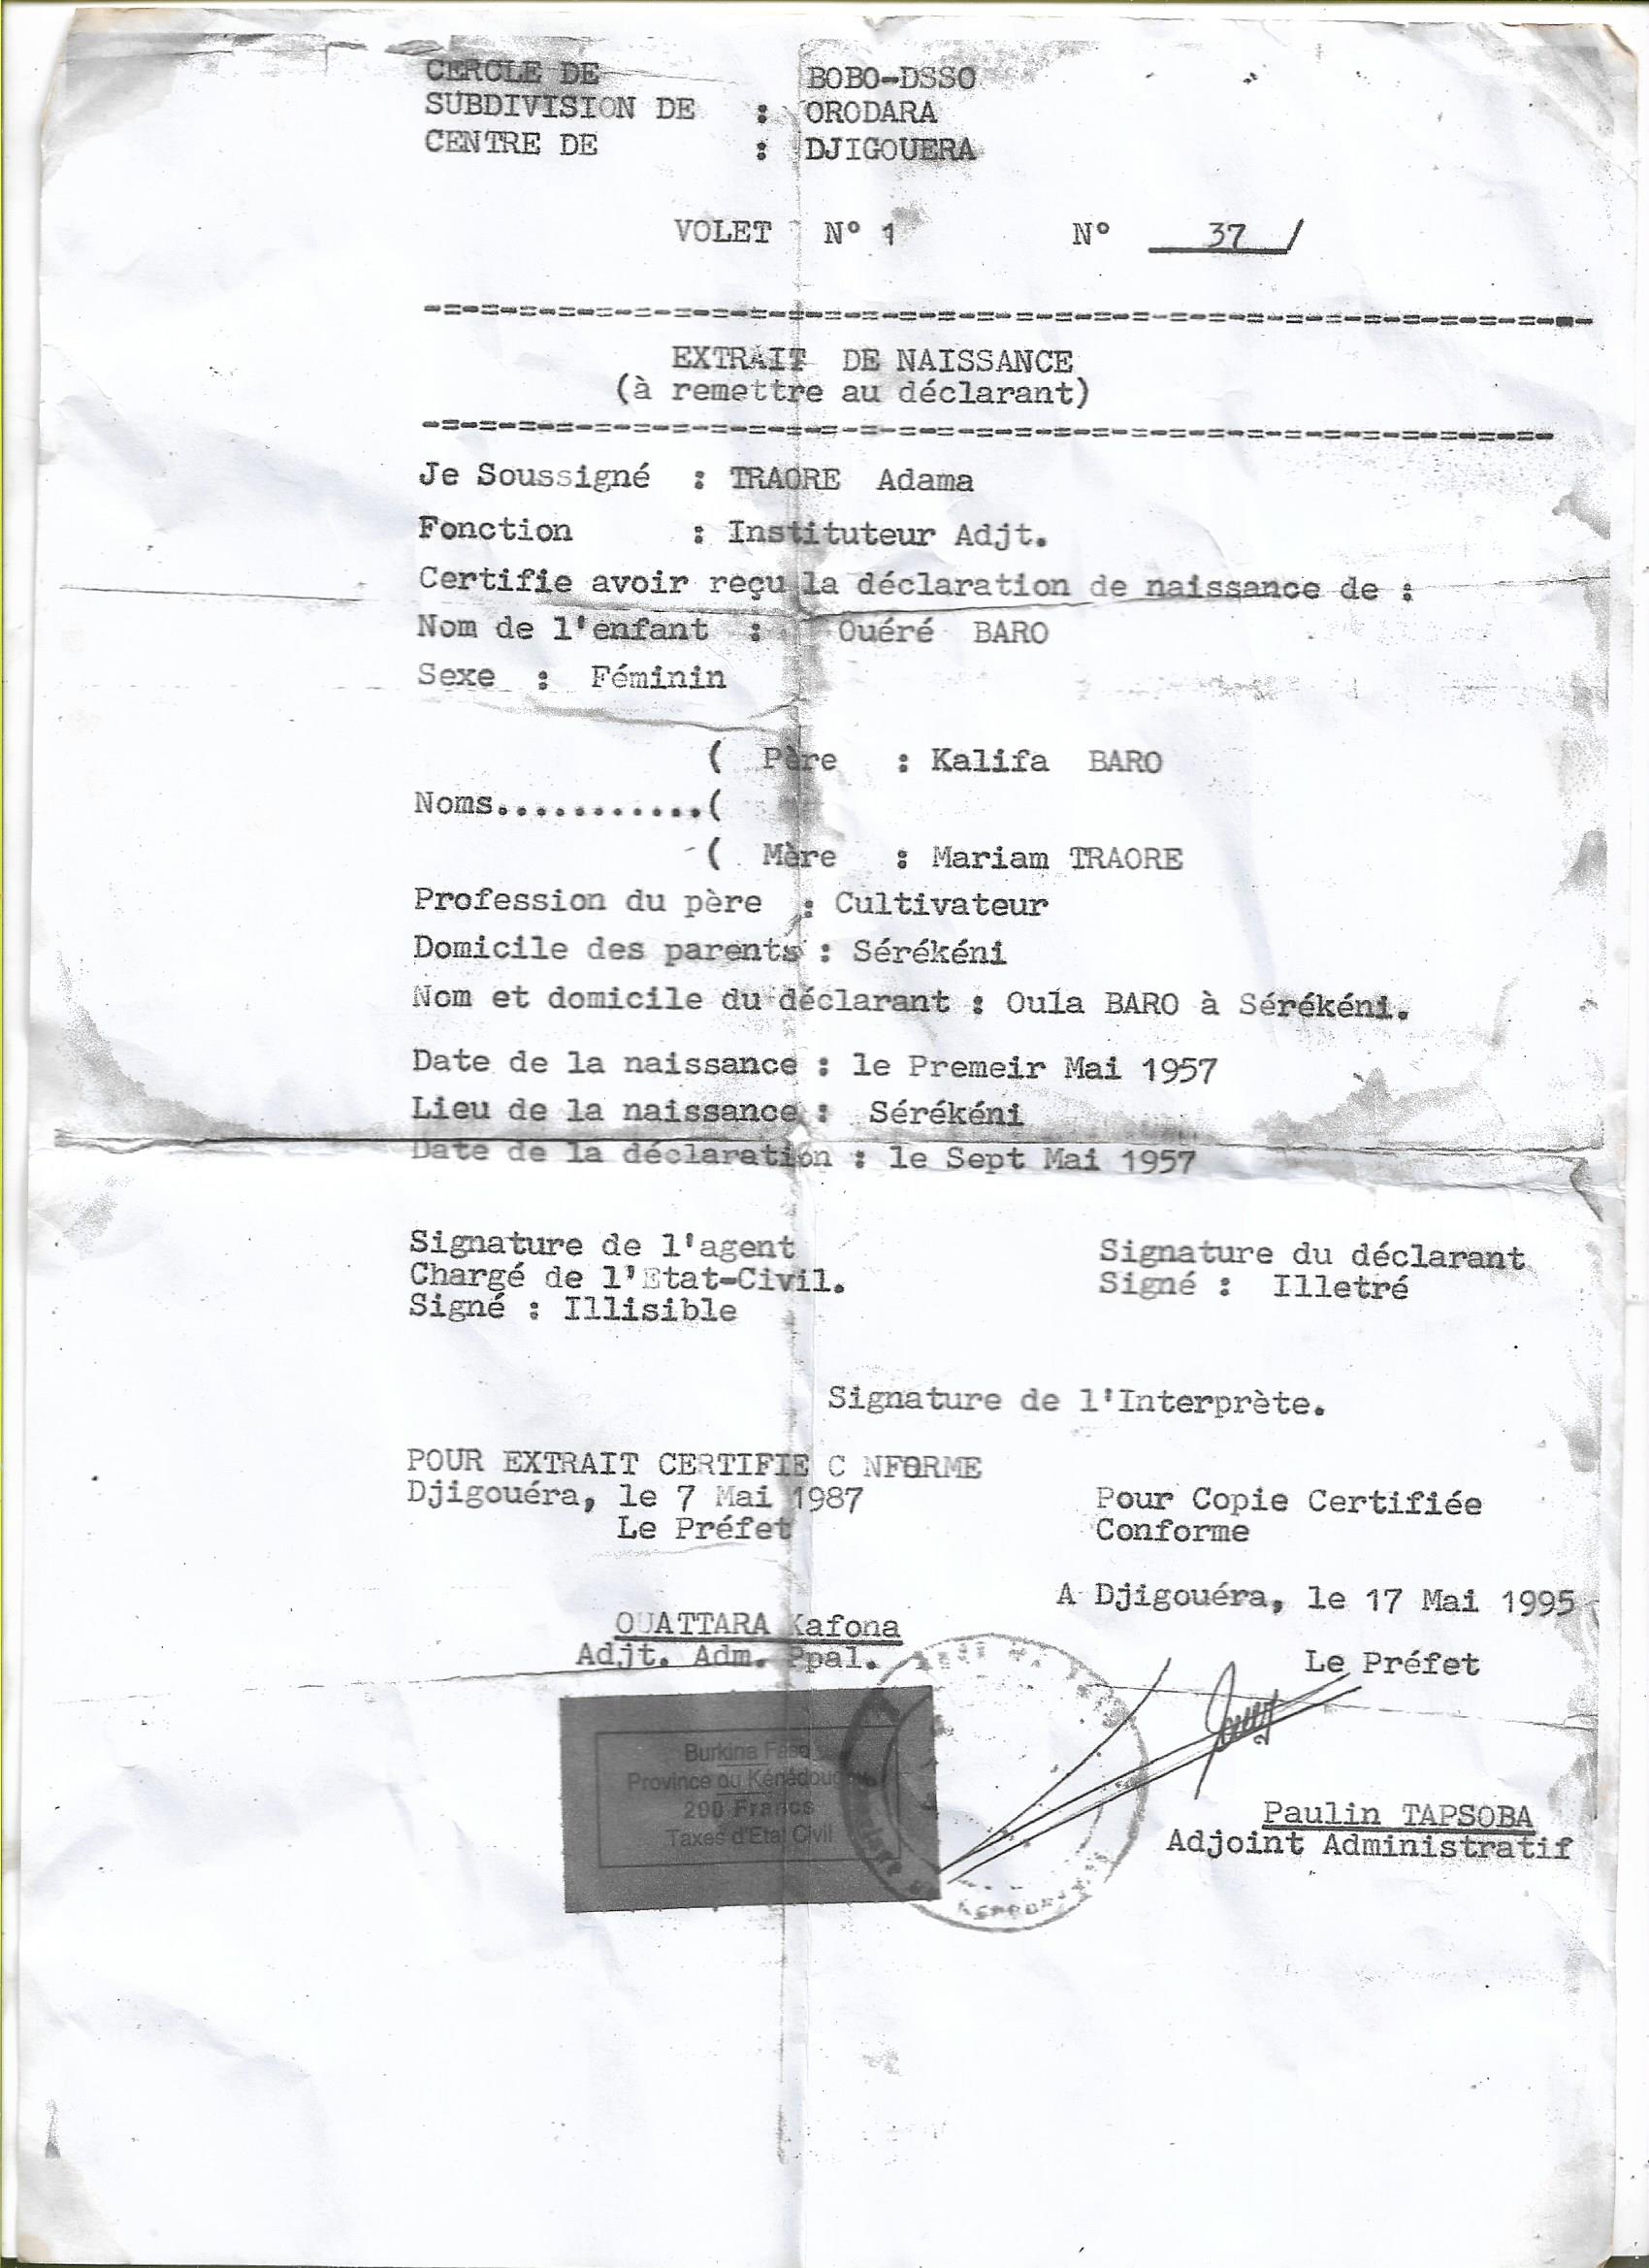 CERCLE DE BOBO-DSSO
SUBDIVISION DE : ORODARA
CENTRE DE : DJIGOUERA
VOLET N° 1 N° 37 /
-=-=-=-=-=-=-=-=-=-=-=-=-=-=-=-=-=-=-=-=-=-=-=-=-=-=-=-=-=-=-
EXTRAIT DE NAISSANCE
(à remettre au déclarant)
-=-=-=-=-=-=-=-=-=-=-=-=-=-=-=-=-=-=-=-=-=-=-=-=-=-=-=-=-=-
Je Soussigné : TRAORE Adama
Fonction : Instituteur Adjt.
Certifie avoir reçu la déclaration de naissance de :
Nom de l'enfant : Ouéré BARO
Sexe : Féminin
( Père : Kalifa BARO
Noms...........(
( Mère : Mariam TRAORE
Profession du père : Cultivateur
Domicile des parents : Sérékéni
Nom et domicile du déclarant : Oula BARO à Sérékéni.
Date de la naissance : le Premeir Mai 1957
Lieu de la naissance : Sérékéni
Date de la déclaration : le Sept Mai 1957
Signature de l'agent
Chargé de l'Etat-Civil.
Signé : Illisible
Signature du déclarant
Signé : Illetré
Signature de l'Interprète.
POUR EXTRAIT CERTIFIE C NFORME
Djigouéra, le 7 Mai 1987
Le Préfet
Pour Copie Certifiée
Conforme
A Djigouéra, le 17 Mai 1995
OUATTARA Kafona
Adjt. Adm. Ppal.
Le Préfet
Burkina Faso
Province du Kénédougou
200 Francs
Taxes d'Etat Civil
Paulin TAPSOBA
Adjoint Administratif